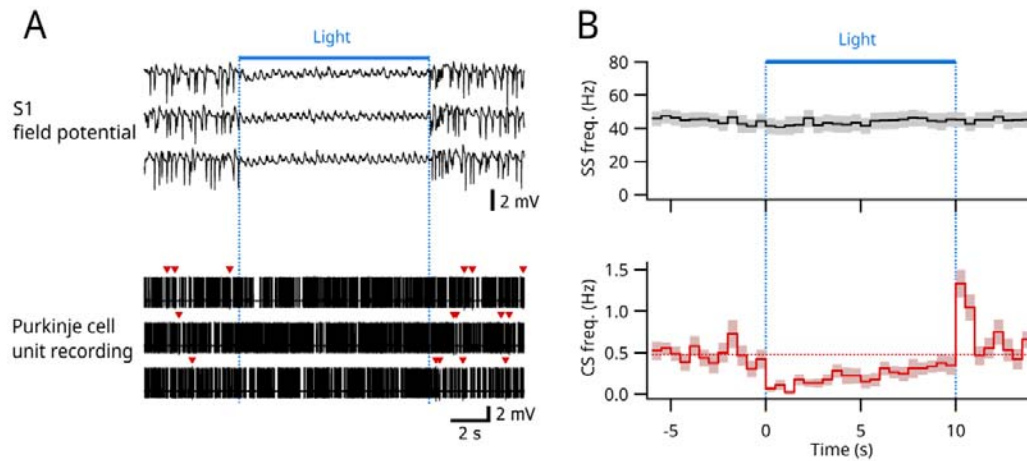 A
Light
S1
field potential
2 mV
Purkinje cell
unit recording
2 mV
2 s
B
Light
80
60
40
20
0
SS freq. (Hz)
1.5
1.0
0.5
0.0
CS freq. (Hz)
-5
0
5
10
Time (s)